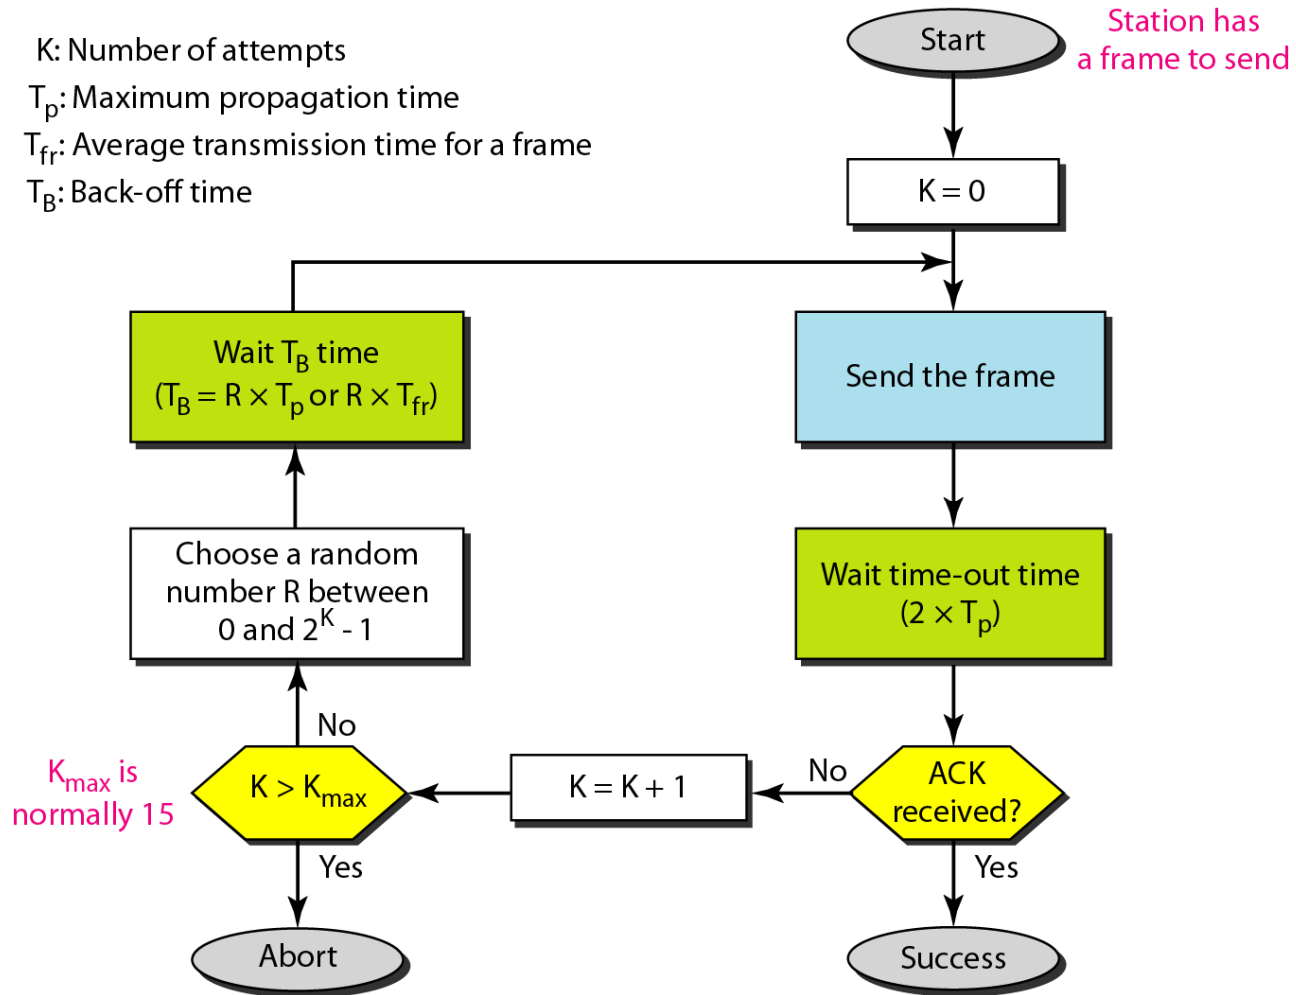 K: Number of attempts
Tp: Maximum propagation time
Tfr: Average transmission time for a frame
TB: Back-off time
Start
Station has
a frame to send
K = 0
Wait TB time
(TB = R × Tp or R × Tfr)
Send the frame
Choose a random
number R between
0 and 2^K - 1
Wait time-out time
(2 × Tp)
No
Kmax is
normally 15
K > Kmax
K = K + 1
No
ACK
received?
Yes
Yes
Abort
Success